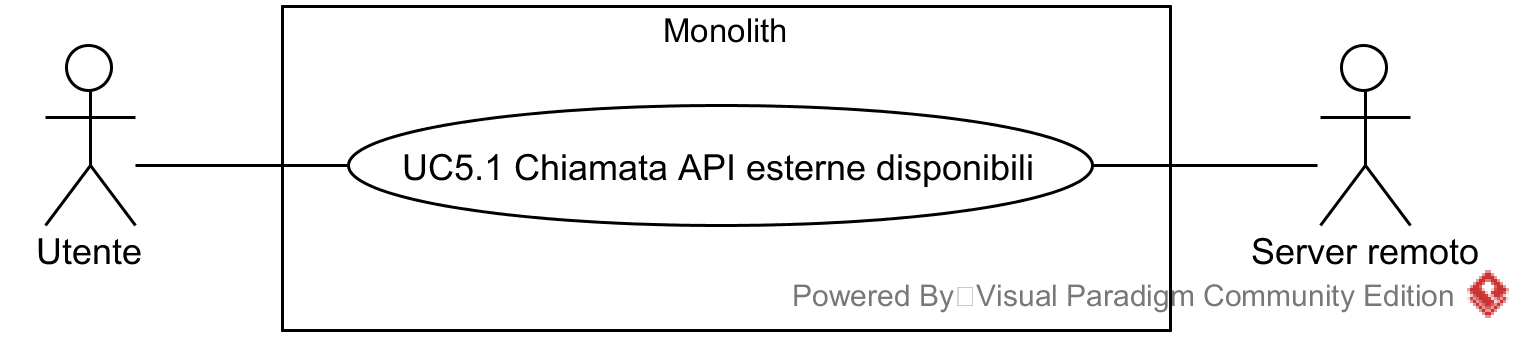 Monolith
UC5.1 Chiamata API esterne disponibili
Utente
Server remoto
Powered By Visual Paradigm Community Edition